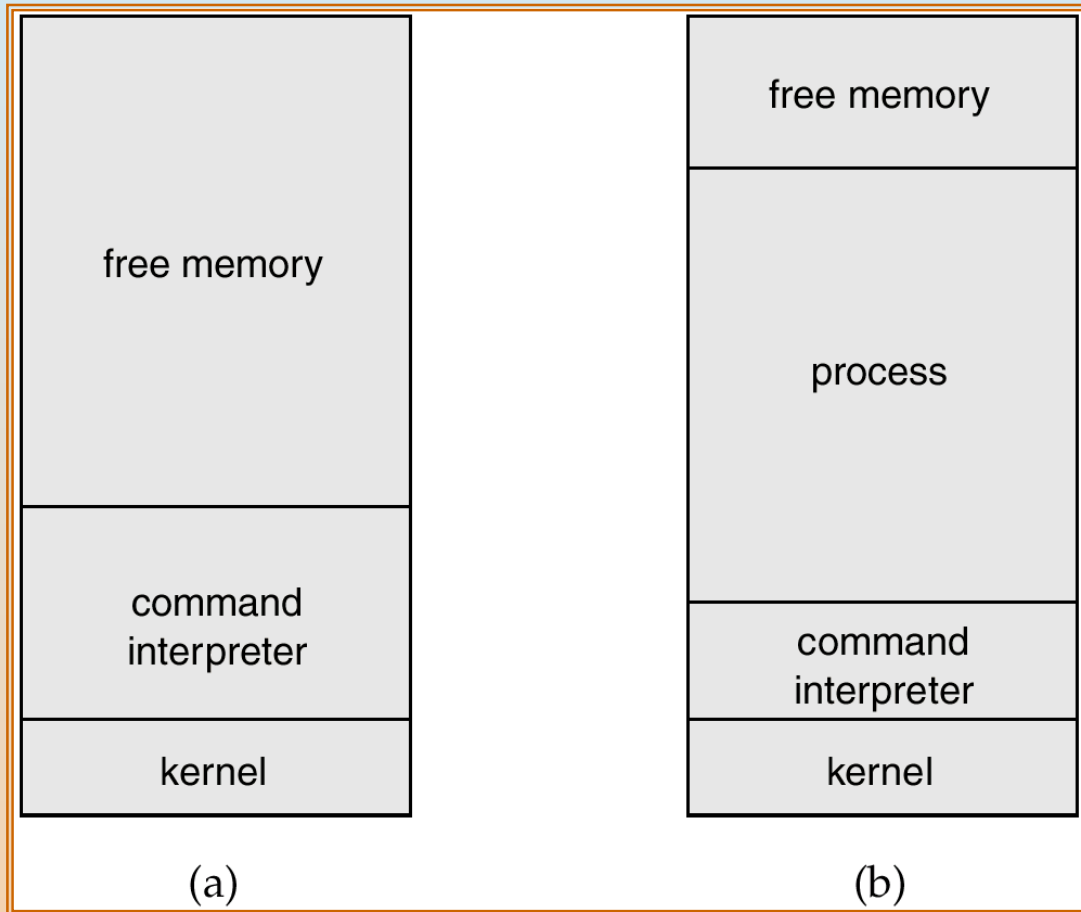 free memory
command
interpreter
kernel
(a)
free memory
process
command
interpreter
kernel
(b)